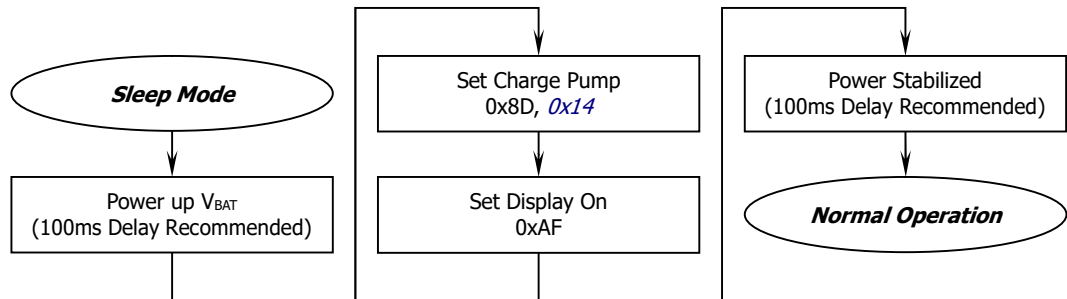 Sleep Mode
Power up VBAT
(100ms Delay Recommended)
Set Charge Pump
0x8D, 0x14
Set Display On
0xAF
Power Stabilized
(100ms Delay Recommended)
Normal Operation